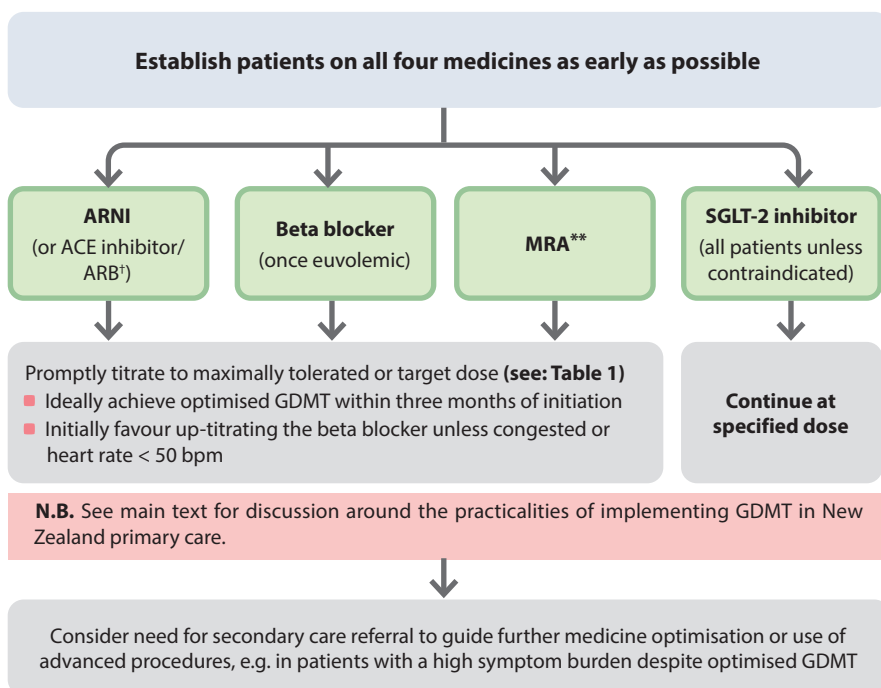 Establish patients on all four medicines as early as possible
ARNI
(or ACE inhibitor/
ARB†)
Beta blocker
(once euvolemic)
MRA**
SGLT-2 inhibitor
(all patients unless
contraindicated)
Promptly titrate to maximally tolerated or target dose (see: Table 1)
Ideally achieve optimised GDMT within three months of initiation
Initially favour up-titrating the beta blocker unless congested or
heart rate < 50 bpm
Continue at
specified dose
N.B. See main text for discussion around the practicalities of implementing GDMT in New
Zealand primary care.
Consider need for secondary care referral to guide further medicine optimisation or use of
advanced procedures, e.g. in patients with a high symptom burden despite optimised GDMT